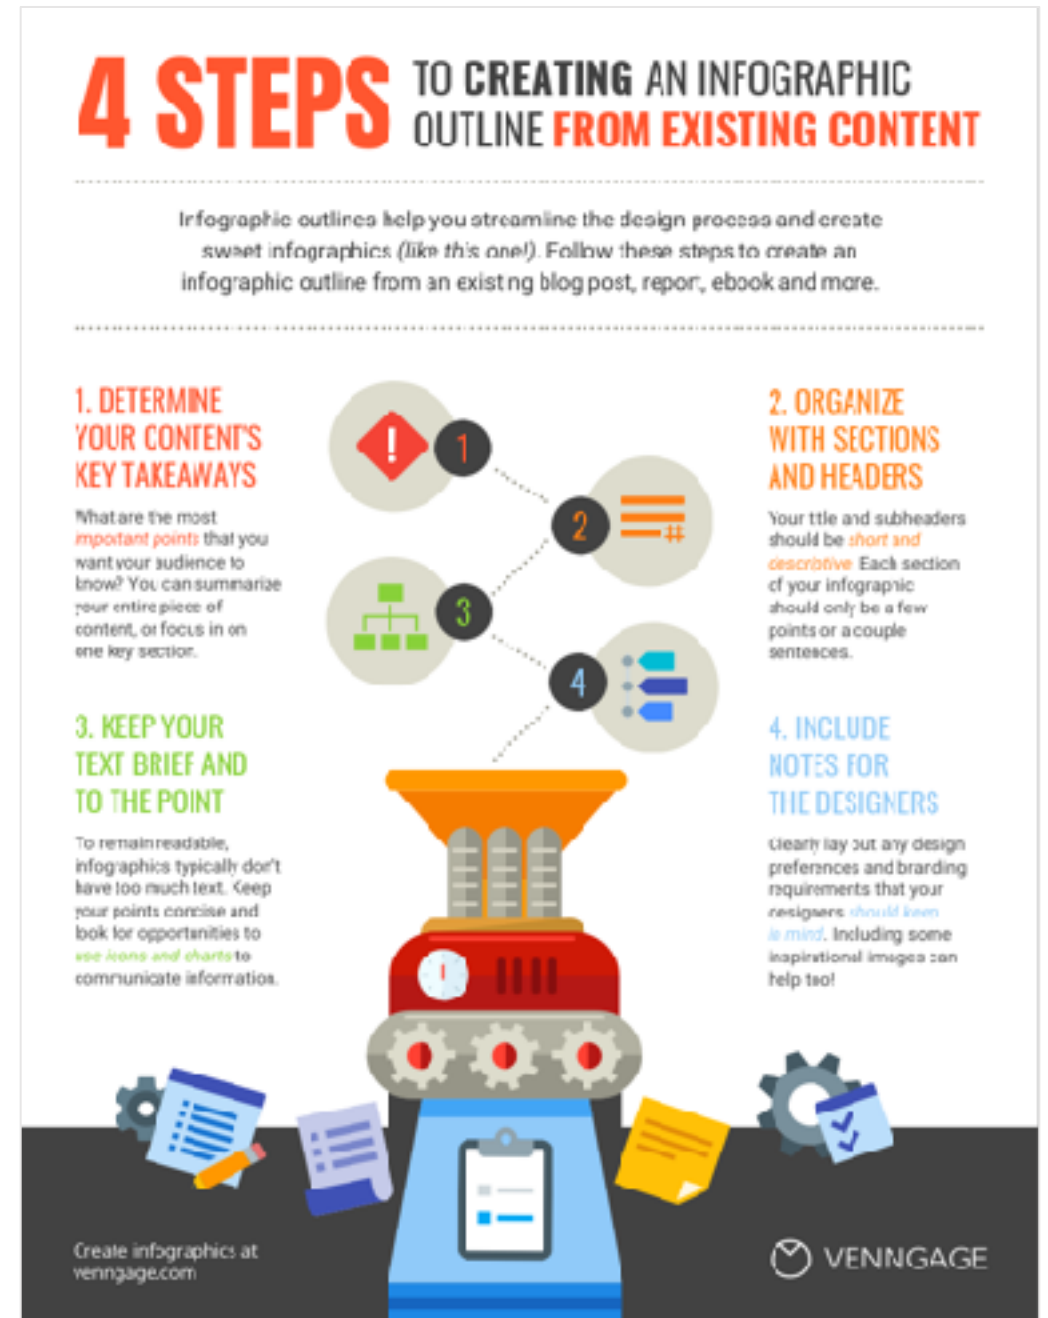 4 STEPS
TO CREATING AN INFOGRAPHIC
OUTLINE FROM EXISTING CONTENT
Infographic outlines help you streamline the design process and create
sweet infographics (like this one!). Follow these steps to create an
infographic outline from an existing blog post, report, ebook and more.
1. DETERMINE
YOUR CONTENT'S
KEY TAKEAWAYS
What are the most
important points that you
want your audience to
know? You can summarize
your entire piece of
content, or focus in on
one key section.
1
2
#
3
4
2. ORGANIZE
WITH SECTIONS
AND HEADERS
Your title and subheaders
should be short and
descriptive. Each section
of your infographic
should only be a few
points or a couple
sentences.
3. KEEP YOUR
TEXT BRIEF AND
TO THE POINT
To remain readable,
infographics typically don't
have too much text. Keep
your points concise and
look for opportunities to
use icons and charts to
communicate information.
4. INCLUDE
NOTES FOR
THE DESIGNERS
Clearly lay out any design
preferences and branding
requirements that your
designers should keep
in mind. Including some
inspirational images can
help too!
Create infographics at
venngage.com
VENNGAGE